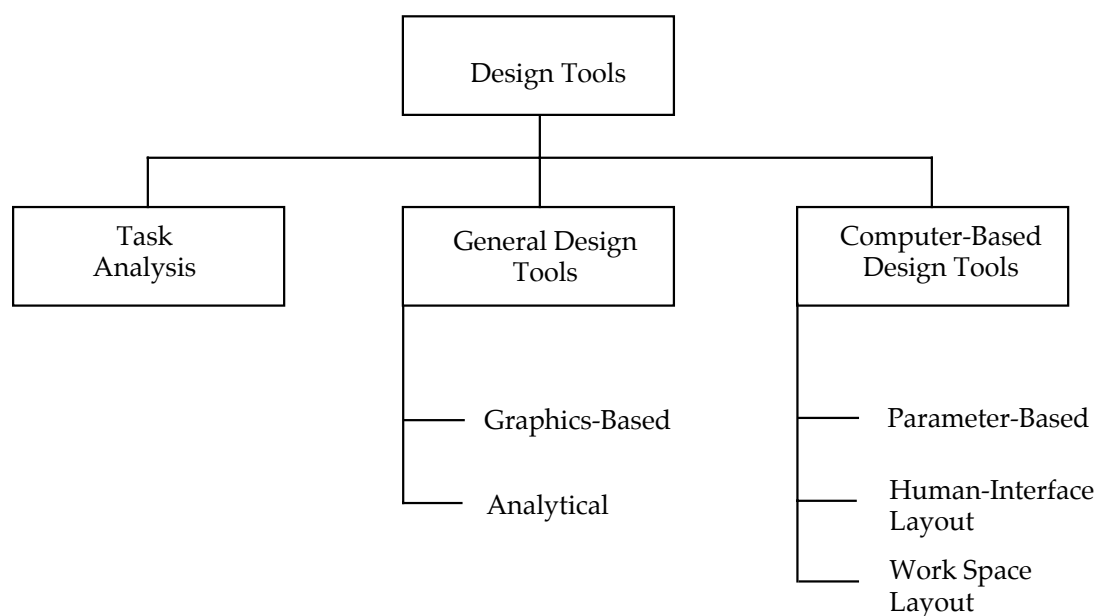 Design Tools
Task
Analysis
General Design
Tools
Computer-Based
Design Tools
Graphics-Based
Analytical
Parameter-Based
Human-Interface
Layout
Work Space
Layout